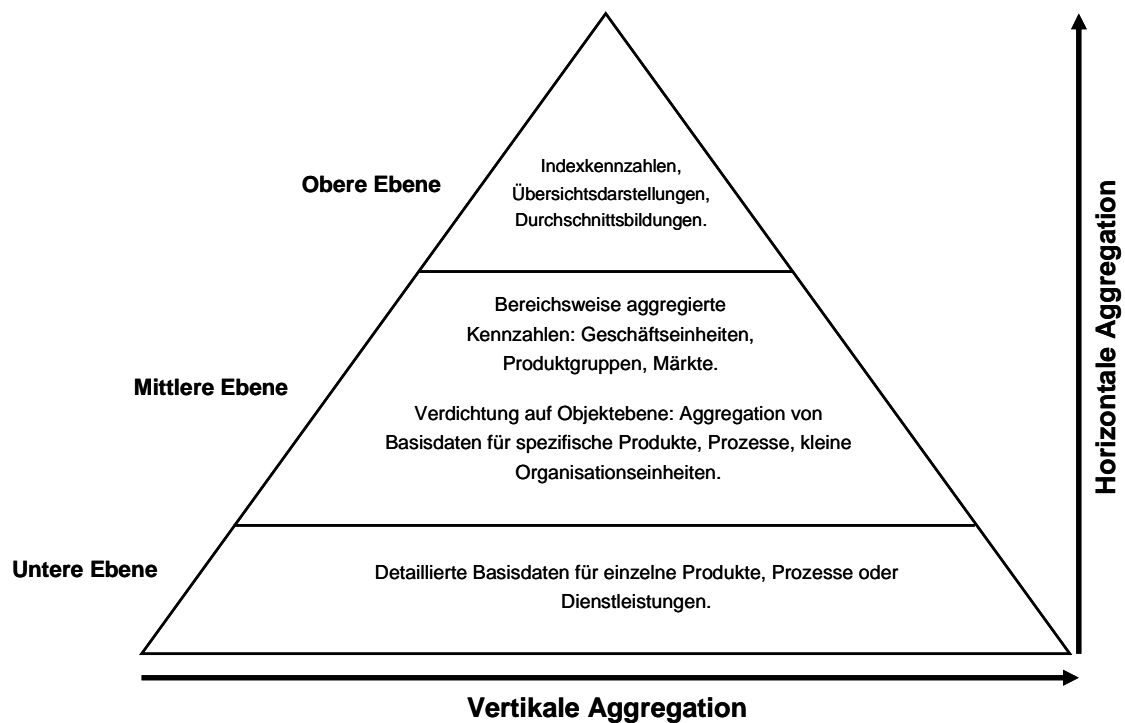 Obere Ebene
Indexkennzahlen,
Übersichtsdarstellungen,
Durchschnittsbildungen.
Mittlere Ebene
Bereichsweise aggregierte
Kennzahlen: Geschäftseinheiten,
Produktgruppen, Märkte.
Verdichtung auf Objektebene: Aggregation von
Basisdaten für spezifische Produkte, Prozesse, kleine
Organisationseinheiten.
Untere Ebene
Detaillierte Basisdaten für einzelne Produkte, Prozesse oder
Dienstleistungen.
Vertikale Aggregation
Horizontale Aggregation